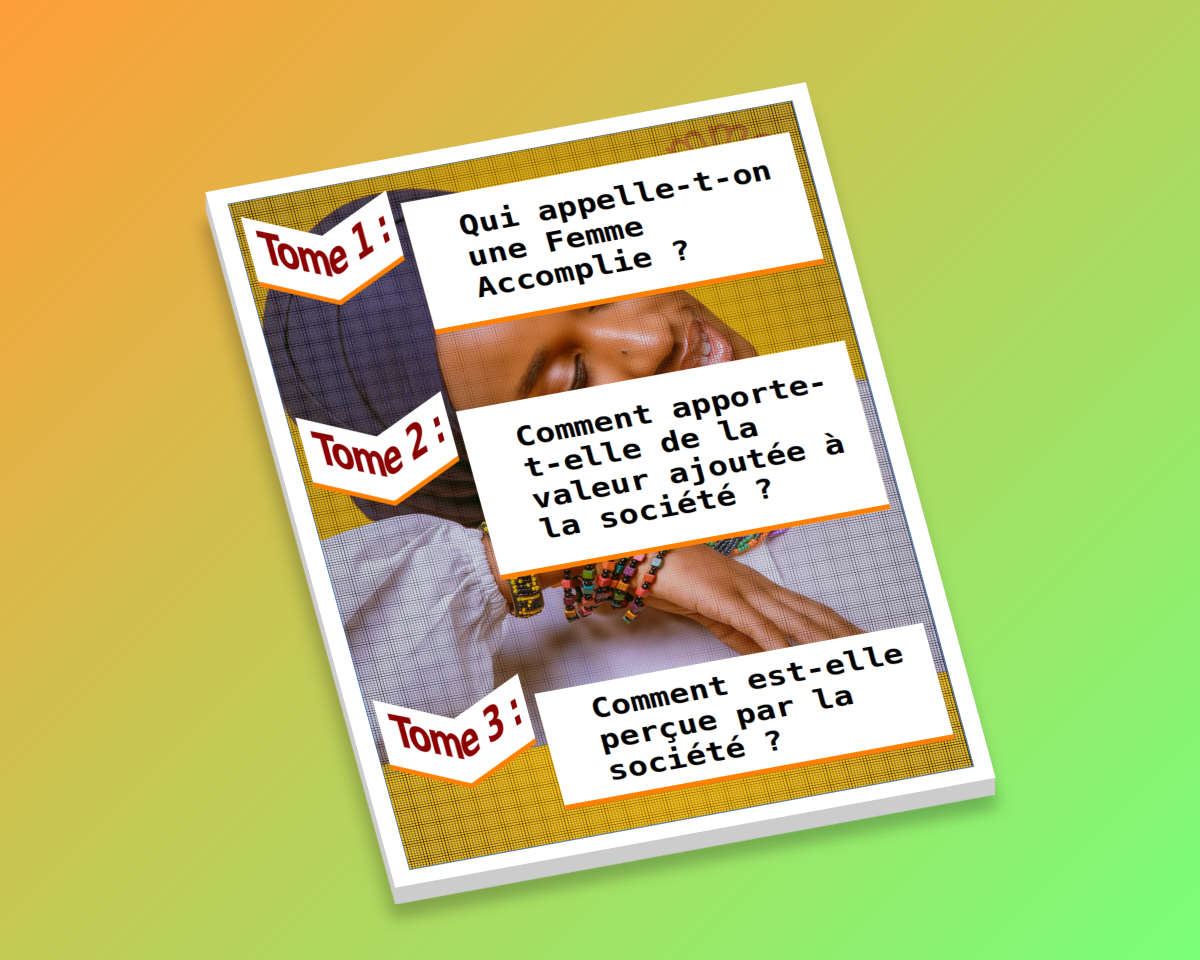 Tome 1 :
Qui appelle-t-on
une Femme
Accomplie ?
Tome 2 :
Comment apporte-
t-elle de la
valeur ajoutée à
la société ?
Tome 3 :
Comment est-elle
perçue par la
société ?